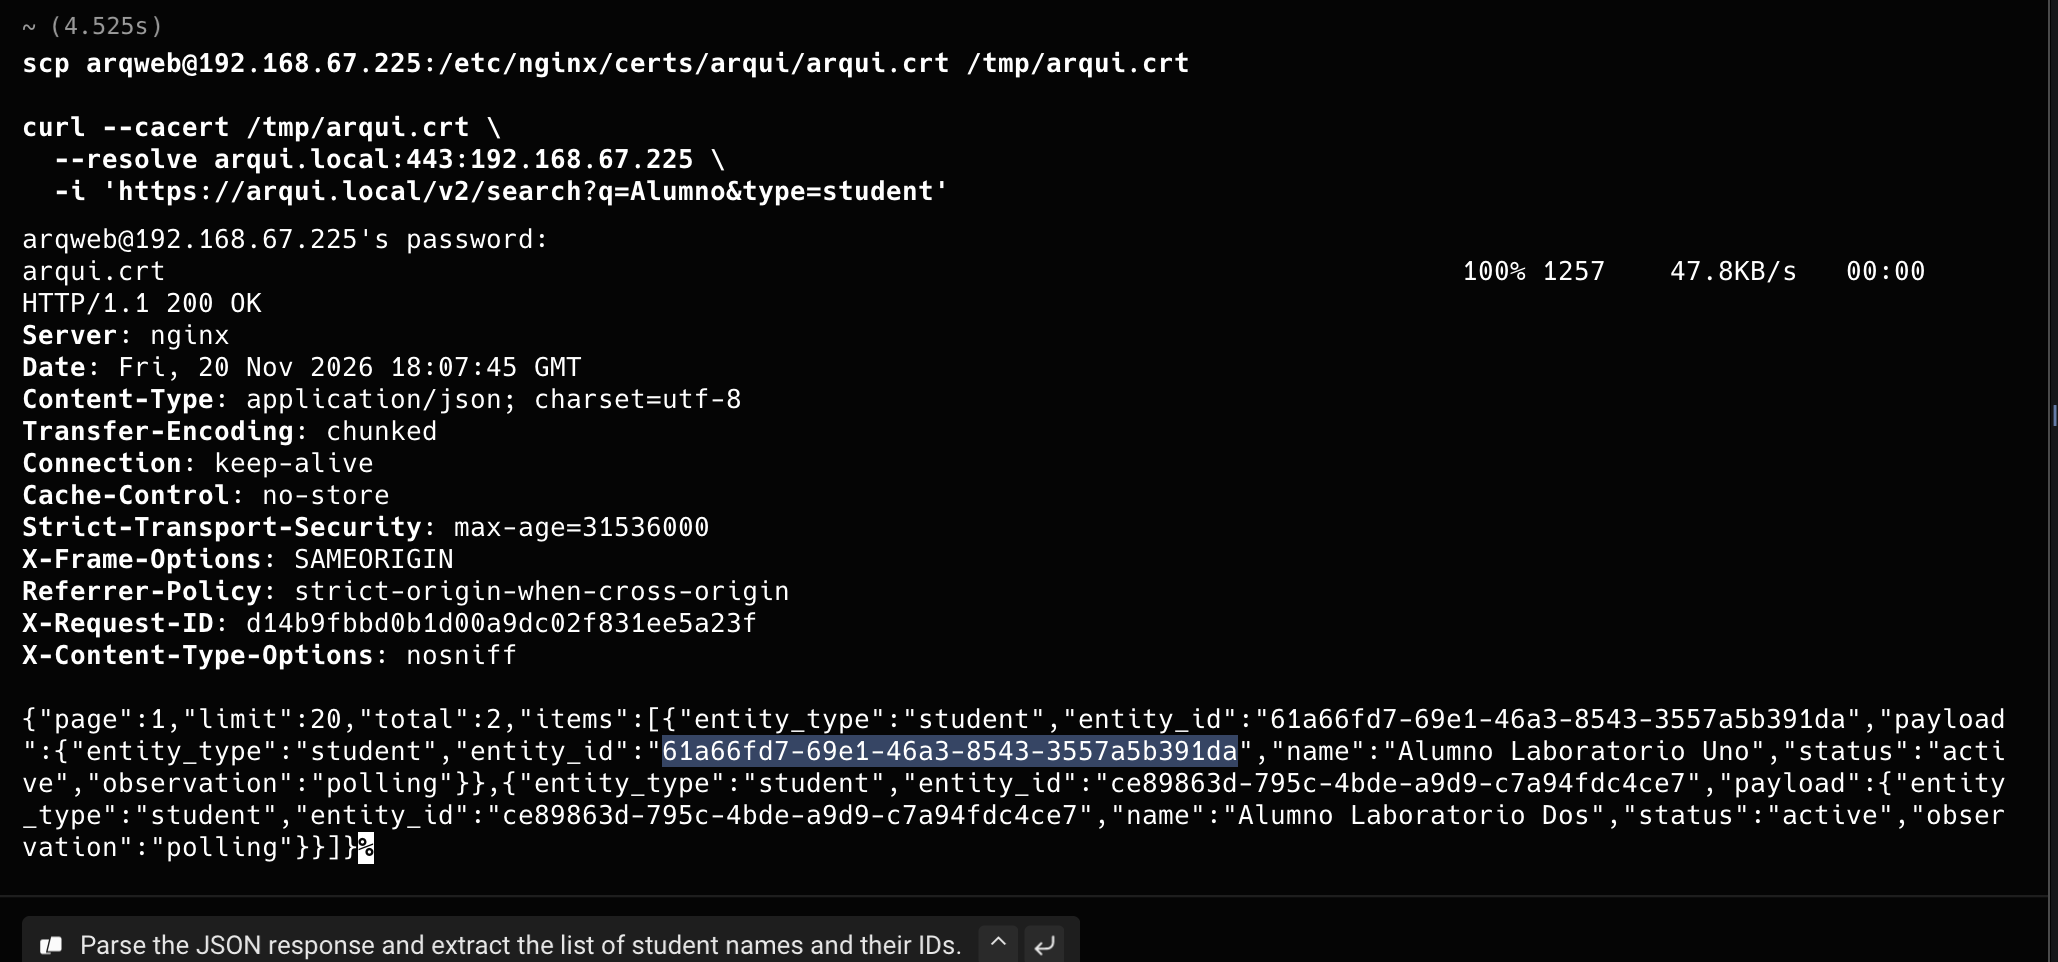 ~ (4.525s)
scp arqweb@192.168.67.225:/etc/nginx/certs/arqui/arqui.crt /tmp/arqui.crt
curl --cacert /tmp/arqui.crt \
  --resolve arqui.local:443:192.168.67.225 \
  -i 'https://arqui.local/v2/search?q=Alumno&type=student'
arqweb@192.168.67.225's password:
arqui.crt 100% 1257 47.8KB/s 00:00
HTTP/1.1 200 OK
Server: nginx
Date: Fri, 20 Nov 2026 18:07:45 GMT
Content-Type: application/json; charset=utf-8
Transfer-Encoding: chunked
Connection: keep-alive
Cache-Control: no-store
Strict-Transport-Security: max-age=31536000
X-Frame-Options: SAMEORIGIN
Referrer-Policy: strict-origin-when-cross-origin
X-Request-ID: d14b9fbbd0b1d00a9dc02f831ee5a23f
X-Content-Type-Options: nosniff
{"page":1,"limit":20,"total":2,"items":[{"entity_type":"student","entity_id":"61a66fd7-69e1-46a3-8543-3557a5b391da","payload
":{"entity_type":"student","entity_id":"61a66fd7-69e1-46a3-8543-3557a5b391da","name":"Alumno Laboratorio Uno","status":"acti
ve","observation":"polling"}},{"entity_type":"student","entity_id":"ce89863d-795c-4bde-a9d9-c7a94fdc4ce7","payload":{"entity
_type":"student","entity_id":"ce89863d-795c-4bde-a9d9-c7a94fdc4ce7","name":"Alumno Laboratorio Dos","status":"active","obser
vation":"polling"}}]}%
Parse the JSON response and extract the list of student names and their IDs.